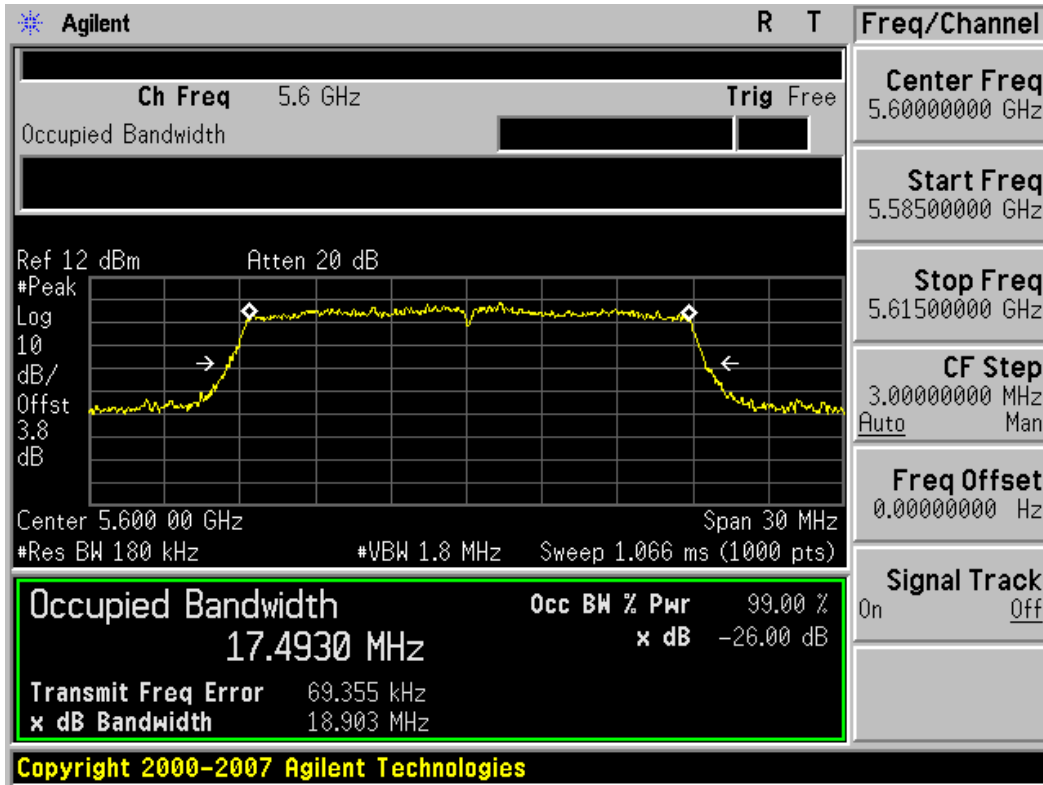 Agilent R T
Ch Freq 5.6 GHz Trig Free
Occupied Bandwidth
Ref 12 dBm Atten 20 dB
#Peak
Log
10
dB/
Offst
3.8
dB
Center 5.600 00 GHz Span 30 MHz
#Res BW 180 kHz #VBW 1.8 MHz Sweep 1.066 ms (1000 pts)
Occupied Bandwidth Occ BW % Pwr 99.00 %
17.4930 MHz x dB -26.00 dB
Transmit Freq Error 69.355 kHz
x dB Bandwidth 18.903 MHz
Copyright 2000-2007 Agilent Technologies
Freq/Channel
Center Freq
5.60000000 GHz
Start Freq
5.58500000 GHz
Stop Freq
5.61500000 GHz
CF Step
3.00000000 MHz
Auto Man
Freq Offset
0.00000000 Hz
Signal Track
On Off